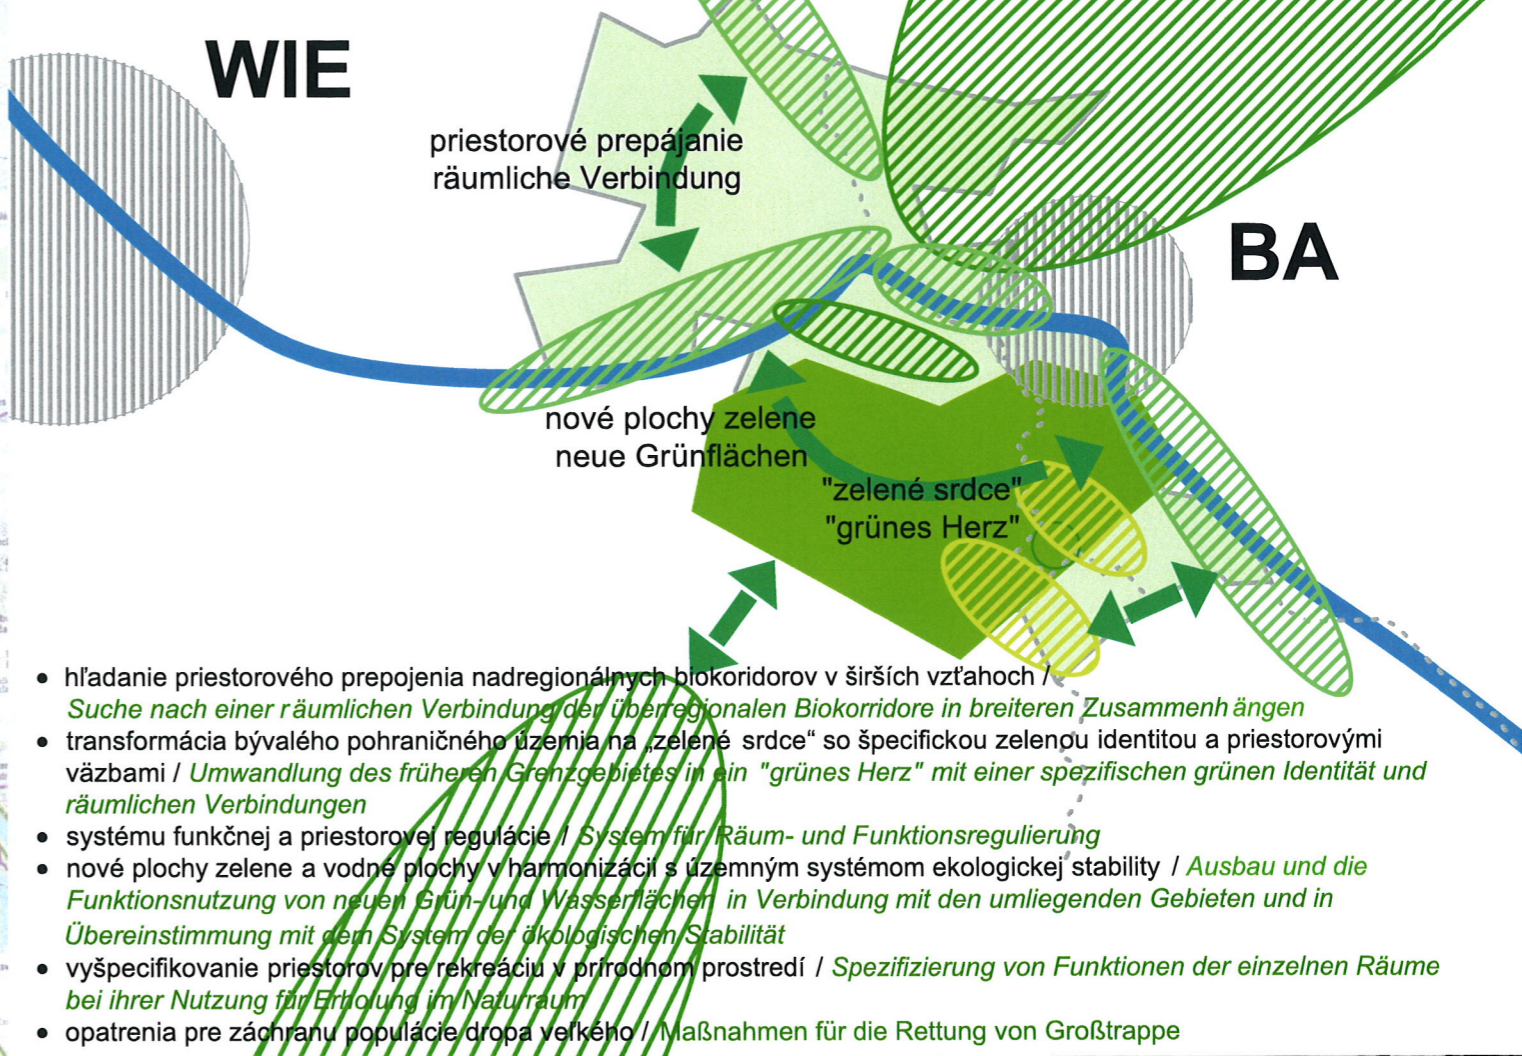 WIE
priestorové prepájanie
räumliche Verbindung
BA
nové plochy zelene
neue Grünflächen
"zelené srdce"
"grünes Herz"
• hľadanie priestorového prepojenia nadregionálnych biokoridorov v širších vzťahoch /
Suche nach einer räumlichen Verbindung der überregionalen Biokorridore in breiteren Zusammenhängen
• transformácia bývalého pohraničného územia na „zelené srdce“ so špecifickou zelenou identitou a priestorovými
väzbami / Umwandlung des früheren Grenzgebietes in ein "grünes Herz" mit einer spezifischen grünen Identität und
räumlichen Verbindungen
• systému funkčnej a priestorovej regulácie / System für Räum- und Funktionsregulierung
• nové plochy zelene a vodné plochy v harmonizácii s územným systémom ekologickej stability / Ausbau und die
Funktionsnutzung von neuen Grün- und Wasserflächen in Verbindung mit den umliegenden Gebieten und in
Übereinstimmung mit dem System der ökologischen Stabilität
• vyšpecifikovanie priestorov pre rekreáciu v prírodnom prostredí / Spezifizierung von Funktionen der einzelnen Räume
bei ihrer Nutzung für Erholung im Naturraum
• opatrenia pre záchranu populácie dropa veľkého / Maßnahmen für die Rettung von Großtrappe